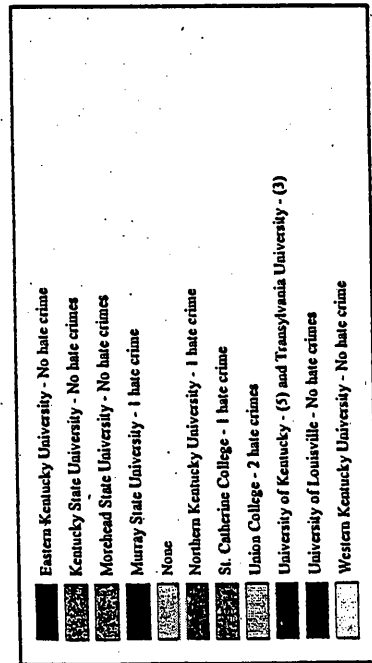 Eastern Kentucky University - No hate crime
Kentucky State University - No hate crimes
Morehead State University - No hate crimes
Murray State University - 1 hate crime
None
Northern Kentucky University - 1 hate crime
St. Catherine College - 1 hate crime
Union College - 2 hate crimes
University of Kentucky - (5) and Transylvania University - (3)
University of Louisville - No hate crimes
Western Kentucky University - No hate crime